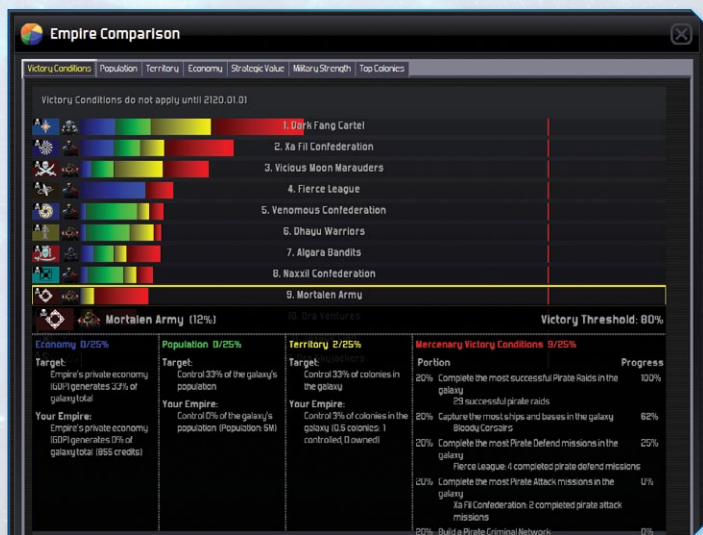 Empire Comparison
Victory Conditions Population Territory Economy Strategic Value Military Strength Top Colonies
Victory Conditions do not apply until 2120.01.01
1. Dark Fang Cartel
2. Xa Fil Confederation
3. Vicious Moon Marauders
4. Fierce League
5. Venomous Confederation
6. Dhayu Warriors
7. Algara Bandits
8. Naxxil Confederation
9. Mortalen Army
10. Ora Ventures
Mortalen Army (12%)
Victory Threshold: 80%
Economy 0/25%
Target:
Empire's private economy
(GDP) generates 33% of
galaxy total
Your Empire:
Empire's private economy
(GDP) generates 0% of
galaxy total (855 credits)
Population 0/25%
Target:
Control 33% of the galaxy's
population
Your Empire:
Control 0% of the galaxy's
population (Population: 5M)
Territory 2/25%
Target:
Control 33% of colonies in
the galaxy
Your Empire:
Control 3% of colonies in the
galaxy (0.5 colonies: 1
controlled, 0 owned)
Mercenary Victory Conditions 9/25%
Portion Progress
20% Complete the most successful Pirate Raids in the 100%
galaxy
29 successful pirate raids
20% Capture the most ships and bases in the galaxy 62%
Bloody Corsairs
20% Complete the most Pirate Defend missions in the 25%
galaxy
Fierce League: 4 completed pirate defend missions
20% Complete the most Pirate Attack missions in the 0%
galaxy
Xa Fil Confederation: 2 completed pirate attack
missions
20% Build a Pirate Criminal Network 0%